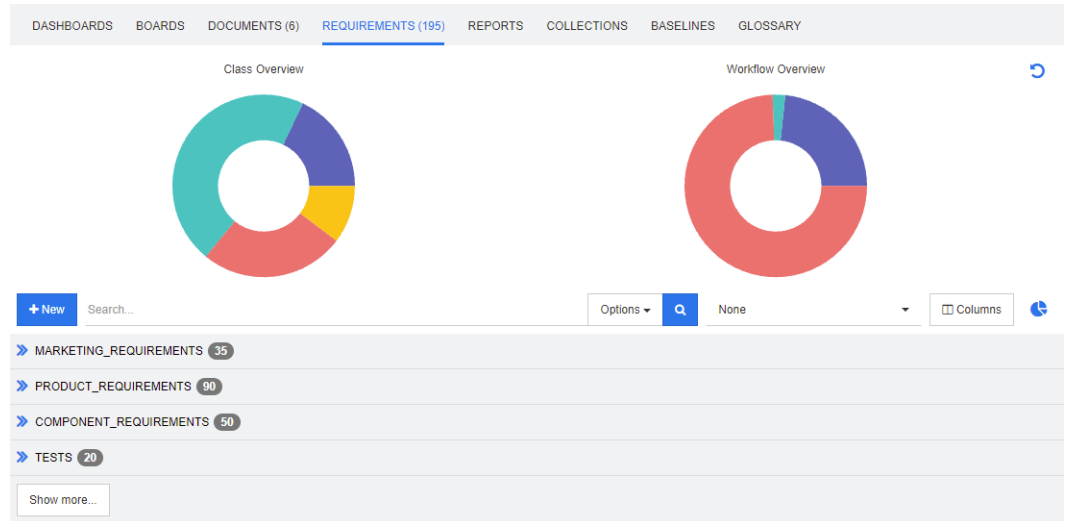 DASHBOARDS BOARDS DOCUMENTS (6) REQUIREMENTS (195) REPORTS COLLECTIONS BASELINES GLOSSARY
Class Overview Workflow Overview
New Search... Options None Columns
MARKETING_REQUIREMENTS 35
PRODUCT_REQUIREMENTS 90
COMPONENT_REQUIREMENTS 50
TESTS 20
Show more...